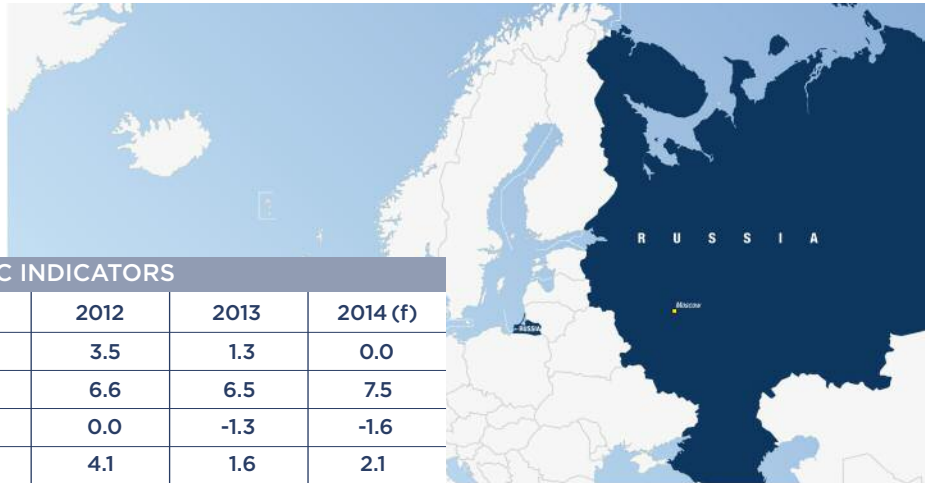 R U S S I A
Moscow
RUSSIA
C INDICATORS
2012 2013 2014 (f)
3.5 1.3 0.0
6.6 6.5 7.5
0.0 -1.3 -1.6
4.1 1.6 2.1